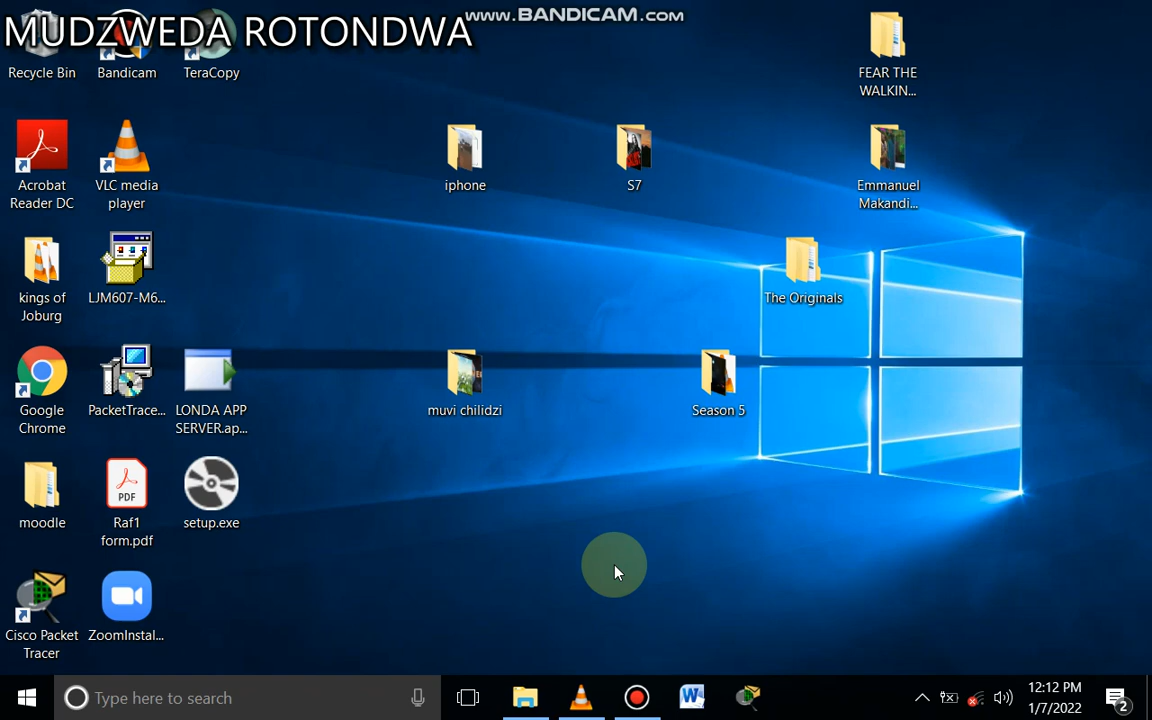 MUDZWEDA ROTONDWA
www.BANDICAM.com
Recycle Bin
Bandicam
TeraCopy
FEAR THE
WALKIN...
Acrobat
Reader DC
VLC media
player
iphone
S7
Emmanuel
Makandi...
kings of
Joburg
LJM607-M6...
The Originals
Google
Chrome
PacketTrace...
LONDA APP
SERVER.ap...
muvi chilidzi
Season 5
moodle
PDF
Raf1
form.pdf
setup.exe
Cisco Packet
Tracer
ZoomInstal...
Type here to search
12:12 PM
1/7/2022
2